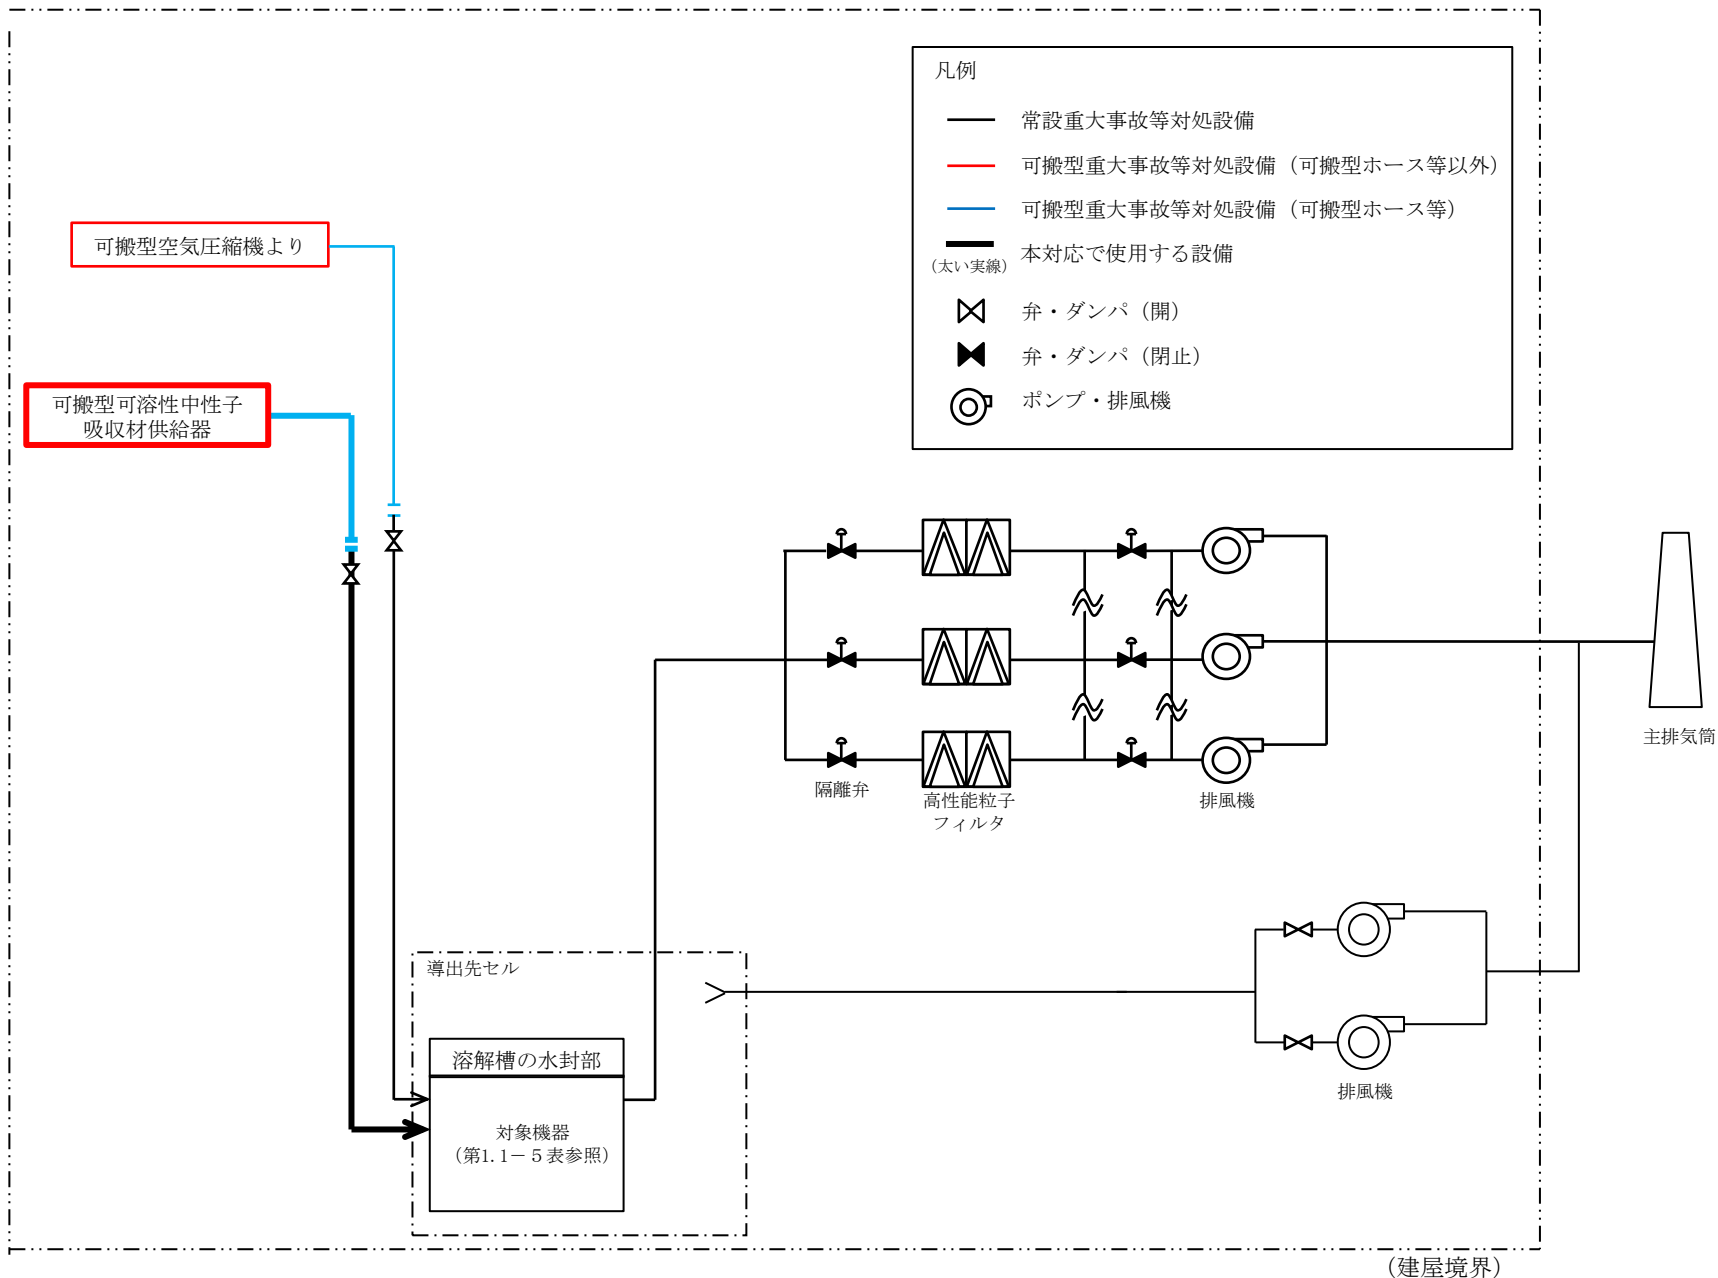 凡例
常設重大事故等対処設備
可搬型重大事故等対処設備（可搬型ホース等以外）
可搬型重大事故等対処設備（可搬型ホース等）
本対応で使用する設備
（太い実線）
弁・ダンパ（開）
弁・ダンパ（閉止）
ポンプ・排風機
可搬型空気圧縮機より
可搬型可溶性中性子
吸収材供給器
隔離弁
高性能粒子
フィルタ
排風機
主排気筒
導出先セル
溶解槽の水封部
対象機器
（第1.1－５表参照）
排風機
（建屋境界）